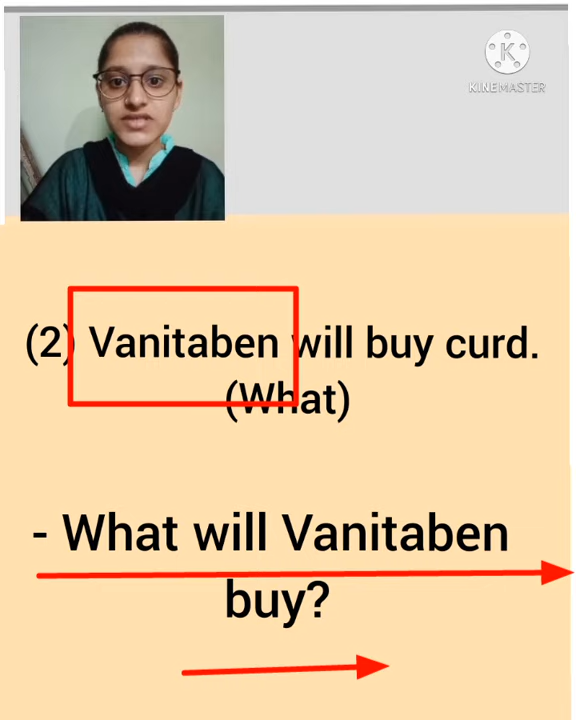 KINEMASTER
(2) Vanitaben will buy curd.
(What)
- What will Vanitaben
buy?